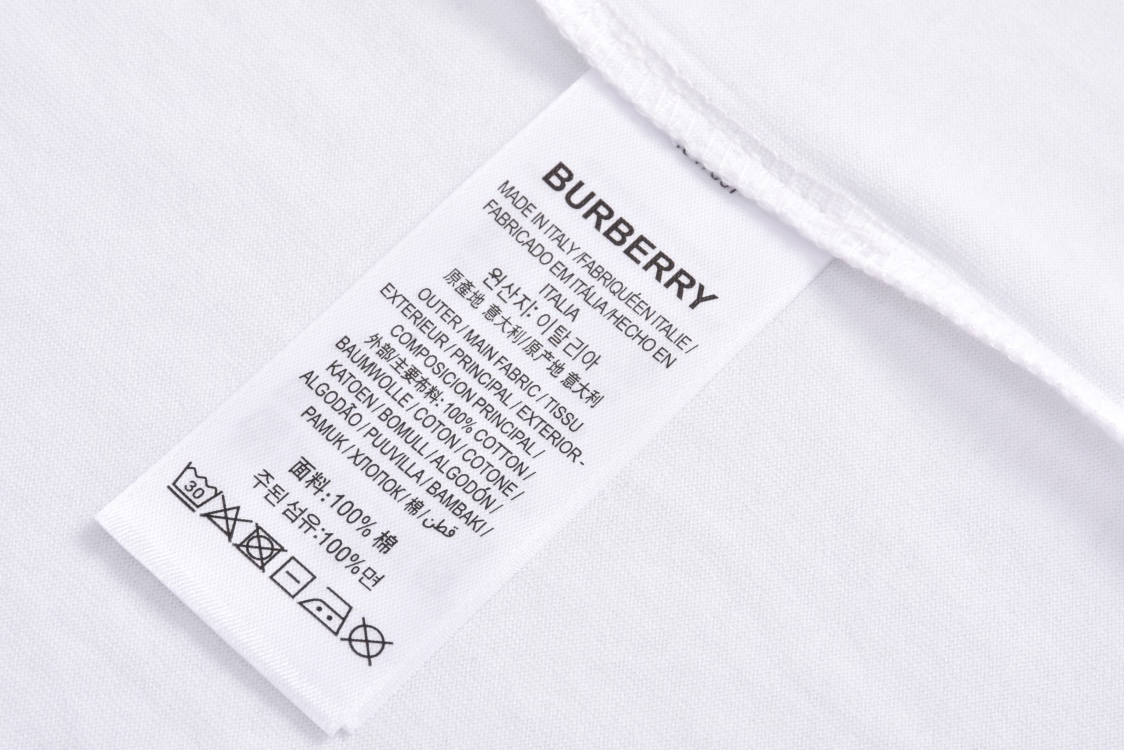 BURBERRY
MADE IN ITALY / FABRIQUÉ EN ITALIE /
FABRICADO EM ITÁLIA / HECHO EN
ITALIA
원산지: 이탈리아
原產地 意大利/原产地 意大利
OUTER / MAIN FABRIC / TISSU
EXTERIEUR / PRINCIPAL / EXTERIOR-
COMPOSICION PRINCIPAL /
外部/主要布料: 100% COTTON /
BAUMWOLLE / COTON / COTONE /
KATOEN / BOMULL / ALGODÓN /
ALGODÃO / PUUVILLA / BAMBAKI /
PAMUK / ХЛОПОК / 棉 / قطن
面料: 100% 棉
주된 섬유:100%면
30